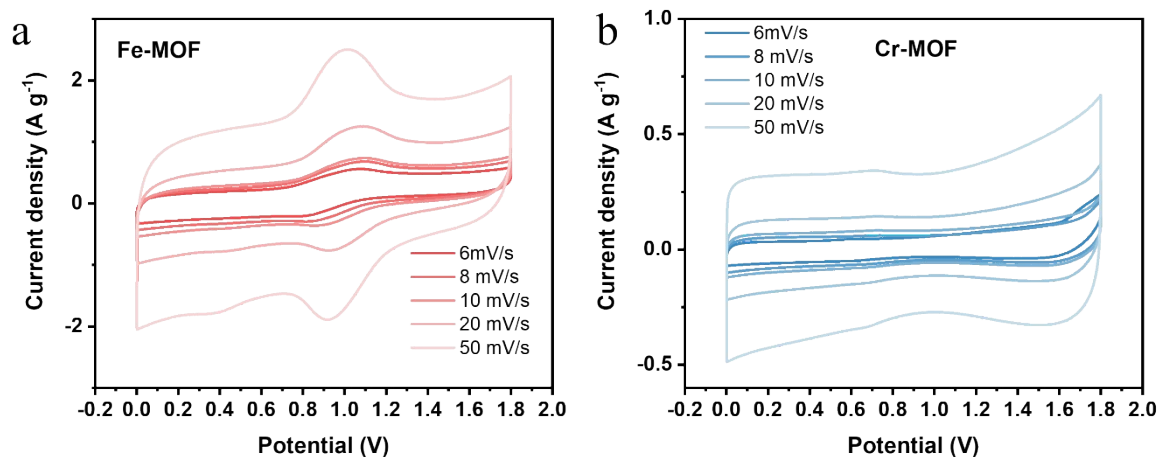 a
Fe-MOF
Current density (A g⁻¹)
2
0
-2
6mV/s
8 mV/s
10 mV/s
20 mV/s
50 mV/s
-0.2 0.0 0.2 0.4 0.6 0.8 1.0 1.2 1.4 1.6 1.8 2.0
Potential (V)
b
Cr-MOF
Current density (A g⁻¹)
1.0
0.5
0.0
-0.5
6mV/s
8 mV/s
10 mV/s
20 mV/s
50 mV/s
-0.2 0.0 0.2 0.4 0.6 0.8 1.0 1.2 1.4 1.6 1.8 2.0
Potential (V)